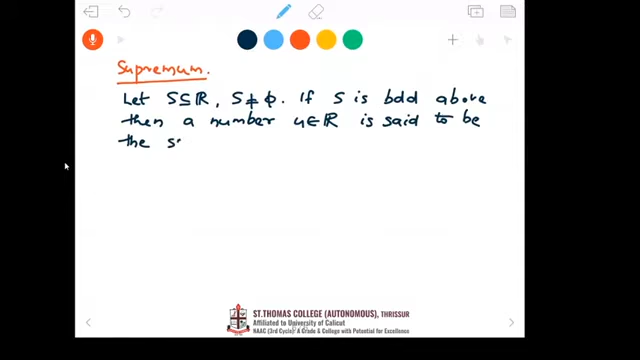 Supremum.
Let S⊆ℝ, S≠ϕ. If S is bdd above
then a number u∈ℝ is said to be
the s
ST.THOMAS COLLEGE (AUTONOMOUS), THRISSUR
Affiliated to University of Calicut
NAAC (3rd Cycle) 'A Grade & College with Potential for Excellence